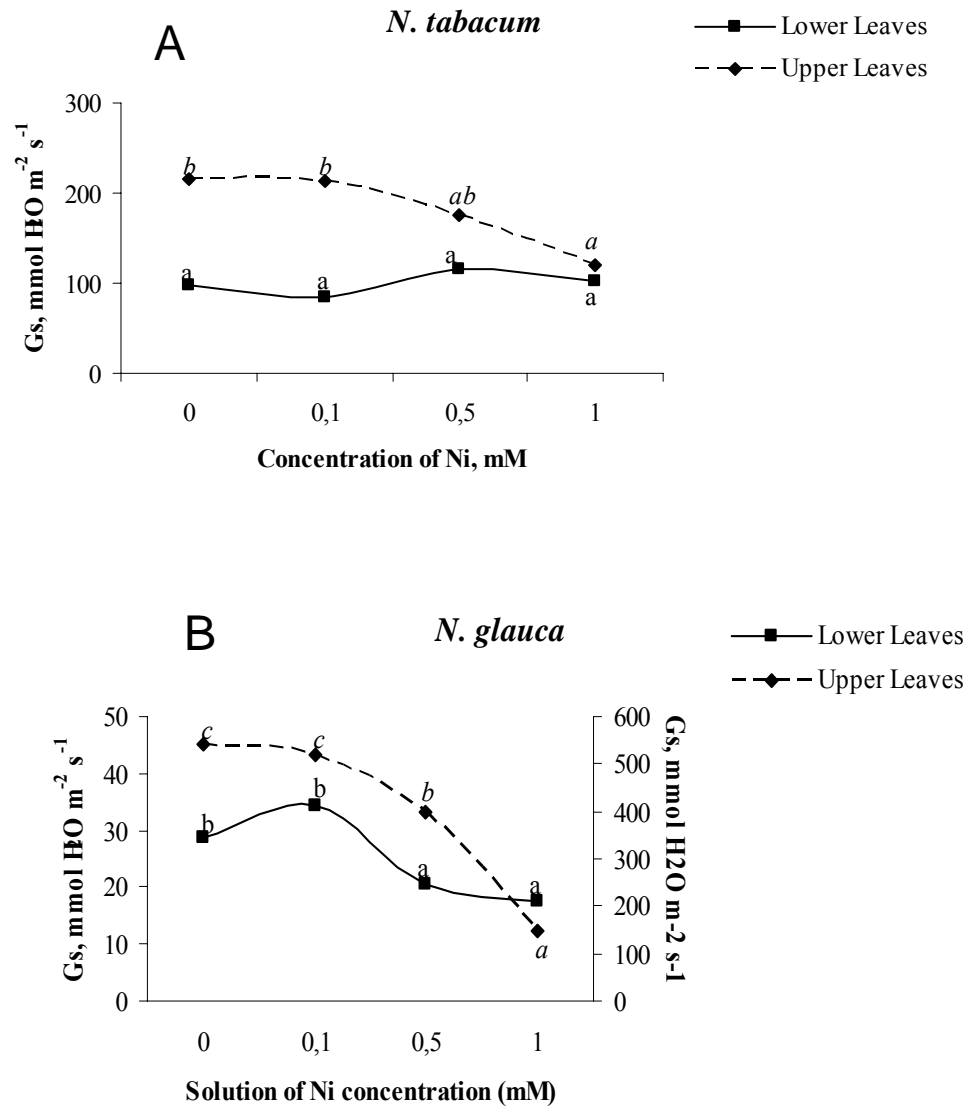 A
N. tabacum
Lower Leaves
Upper Leaves
Gs, mmol H2O m-2 s-1
300
200
100
0
b
b
ab
a
a
a
a
a
0
0,1
0,5
1
Concentration of Ni, mM
B
N. glauca
Lower Leaves
Upper Leaves
Gs, mmol H2O m-2 s-1
50
40
30
20
10
0
c
c
b
a
b
b
a
a
600
500
400
300
200
100
0
Gs, mmol H2O m-2 s-1
0
0,1
0,5
1
Solution of Ni concentration (mM)